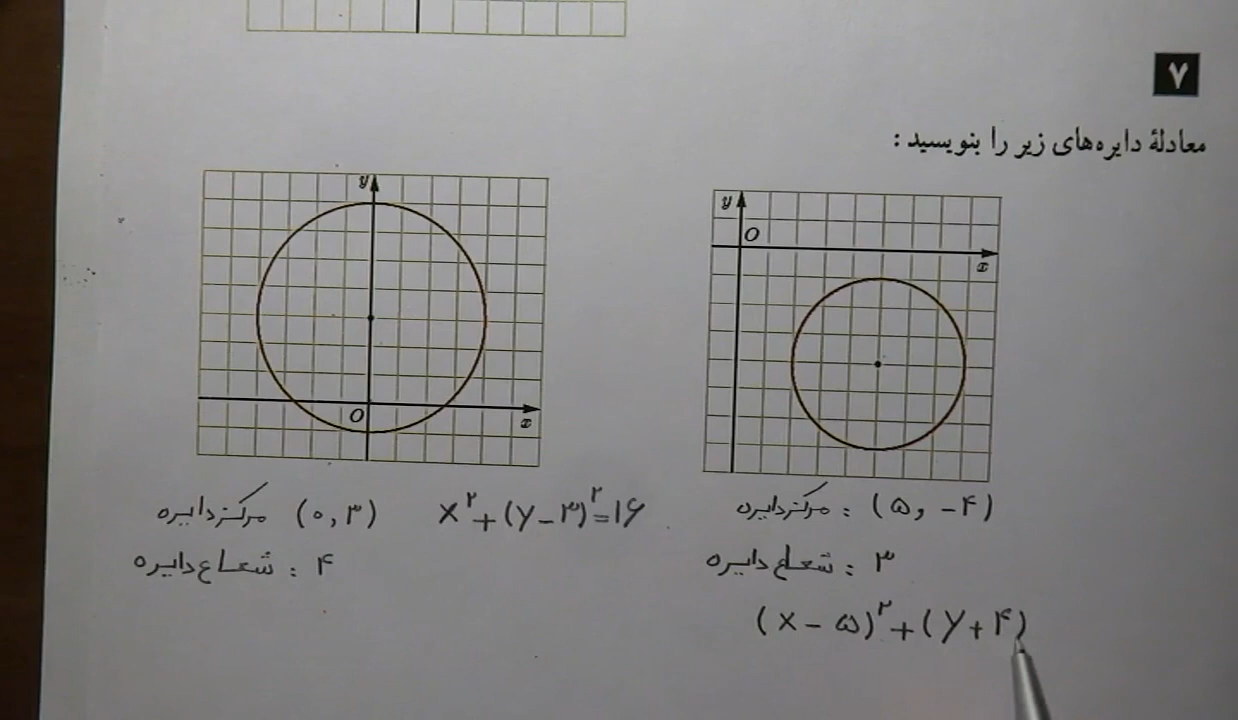 ۷
معادلهٔ دایره‌های زیر را بنویسید :
y
O
x
y
O
x
مرکز دایره : (۵, -۴)
شعاع دایره : ۳
(x - ۵)^۲ + (y + ۴)
مرکز دایره (۰, ۳) x^۲ + (y - ۳)^۲ = ۱۶
شعاع دایره : ۴